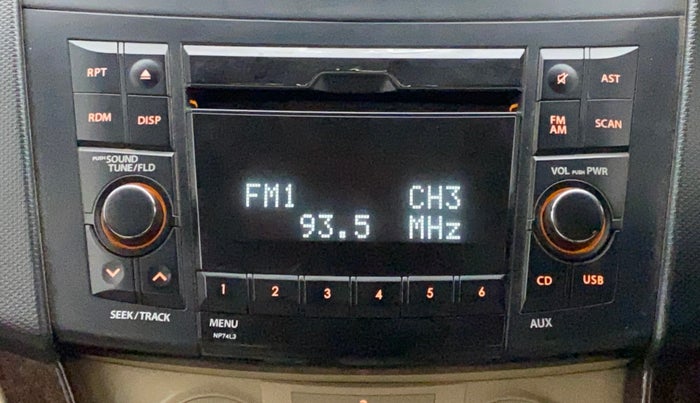 RPT
RDM
DISP
AST
FM
AM
SCAN
PUSH SOUND
TUNE/FLD
VOL PUSH PWR
FM1 CH3
93.5 MHz
1 2 3 4 5 6
CD USB
SEEK/TRACK
MENU
NP74L3
AUX